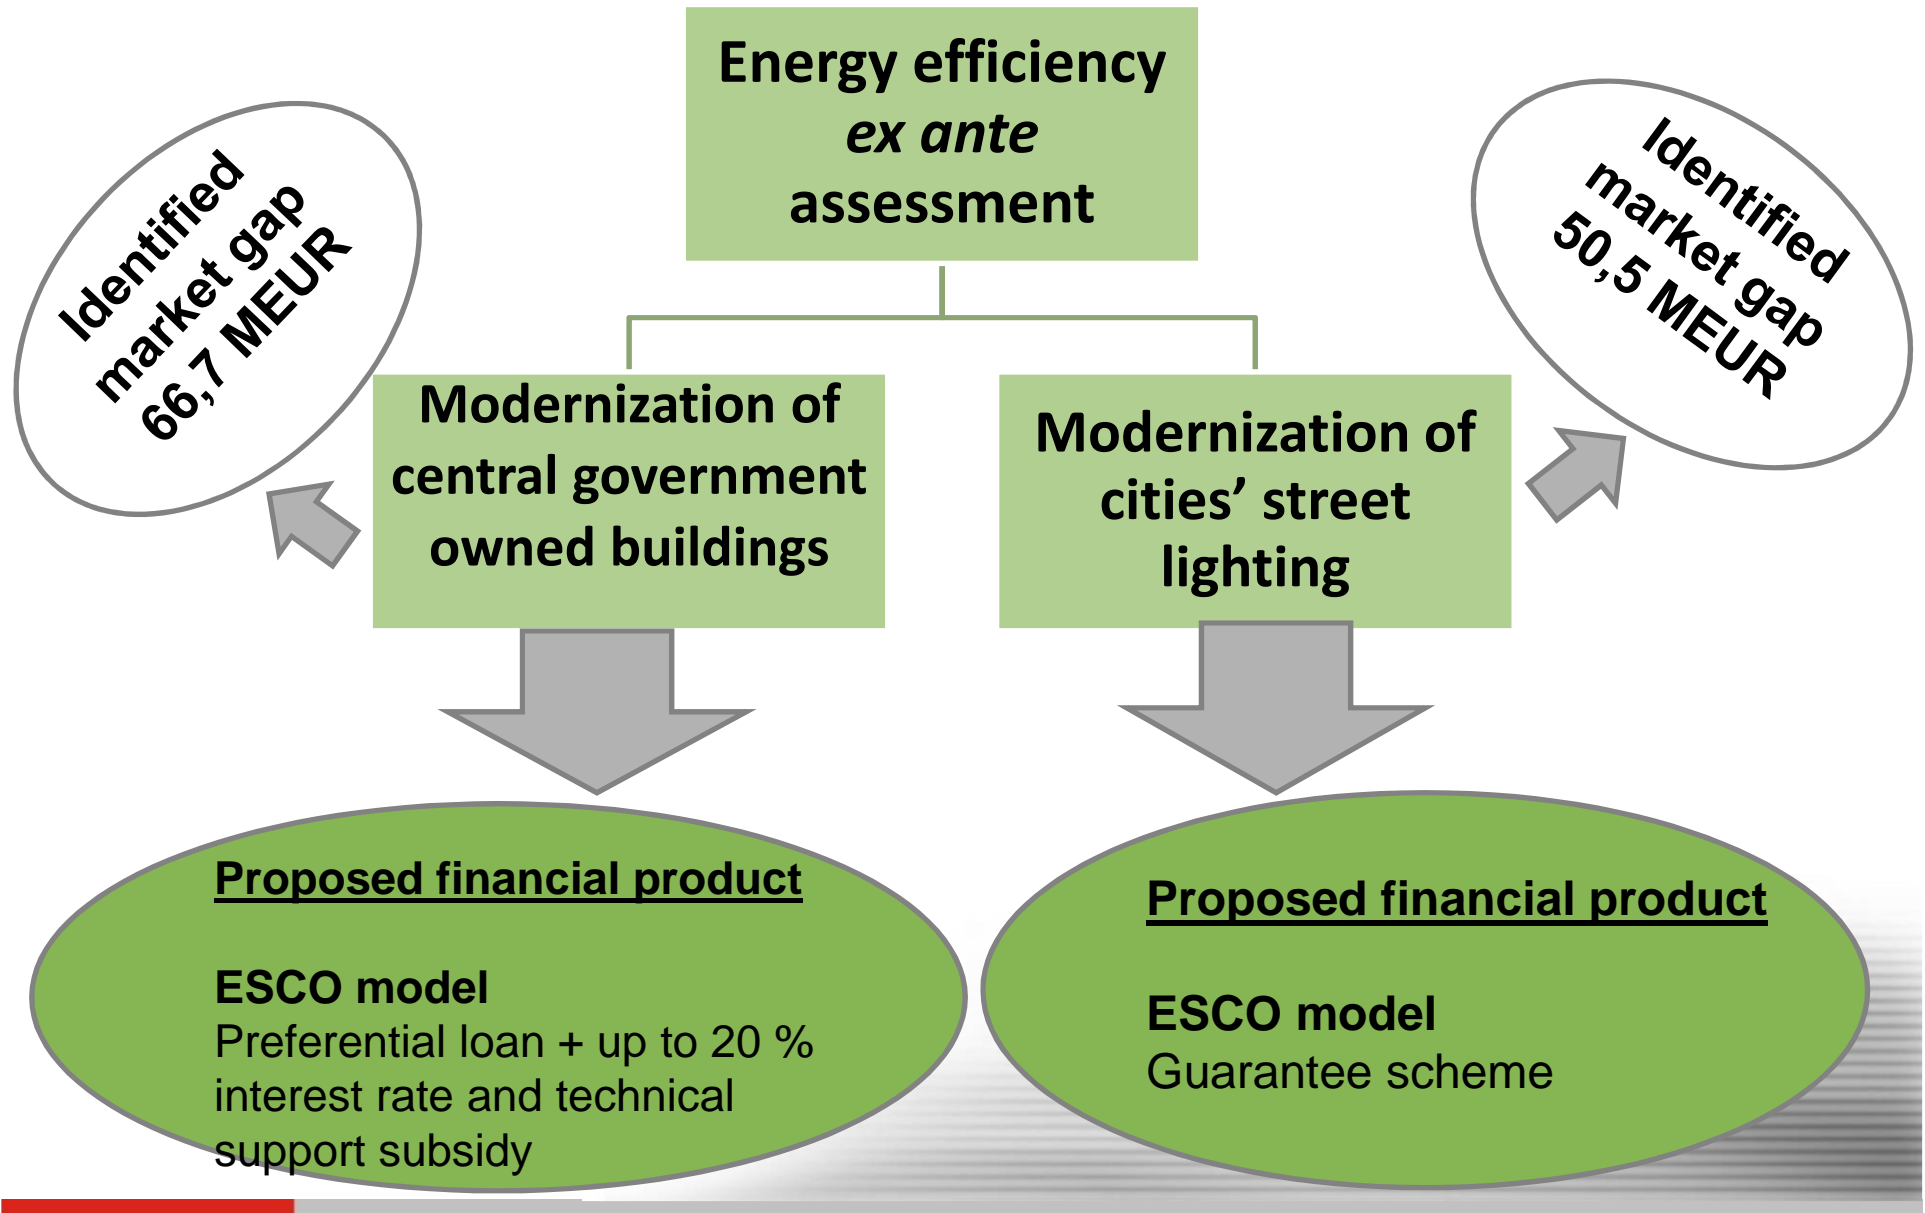 Energy efficiency
ex ante
assessment
Identified
market gap
66,7 MEUR
Identified
market gap
50,5 MEUR
Modernization of
central government
owned buildings
Modernization of
cities’ street
lighting
Proposed financial product
ESCO model
Preferential loan + up to 20 %
interest rate and technical
support subsidy
Proposed financial product
ESCO model
Guarantee scheme